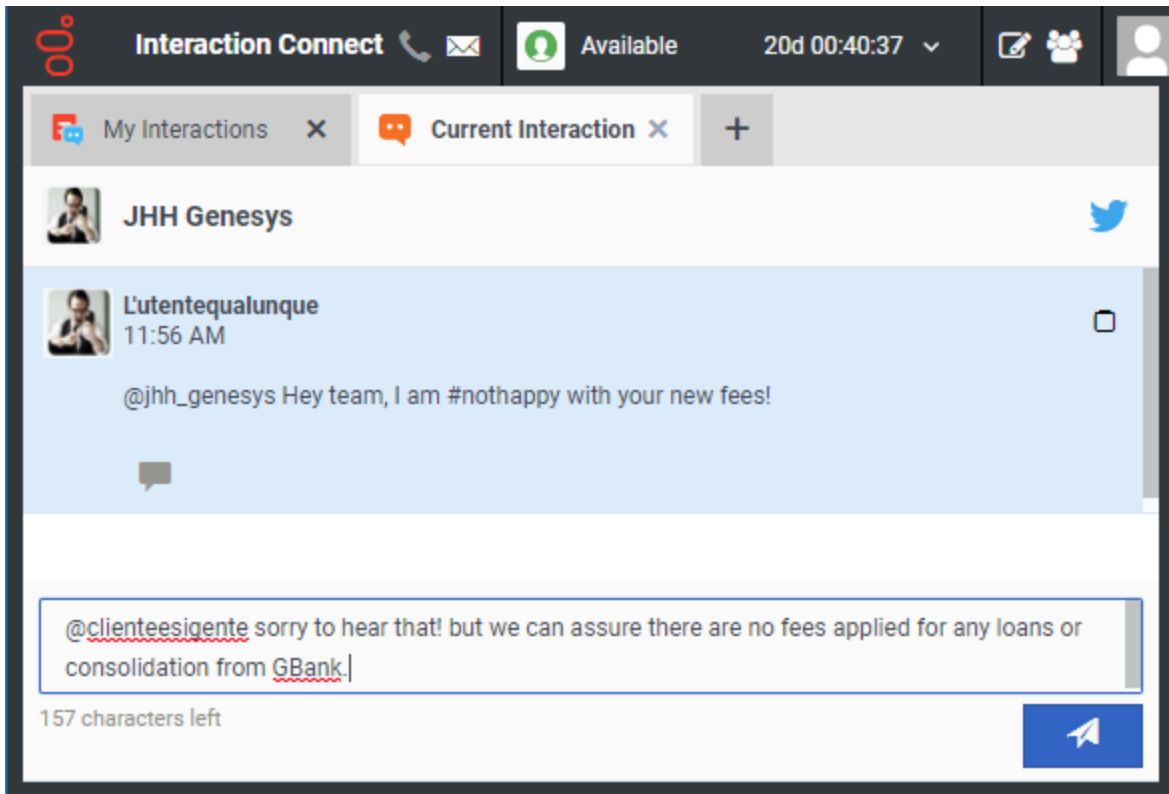 Interaction Connect Available 20d 00:40:37
My Interactions Current Interaction
JHH Genesys
L'utentequalunque
11:56 AM
@jhh_genesys Hey team, I am #nothappy with your new fees!
@clienteesigente sorry to hear that! but we can assure there are no fees applied for any loans or
consolidation from GBank.
157 characters left